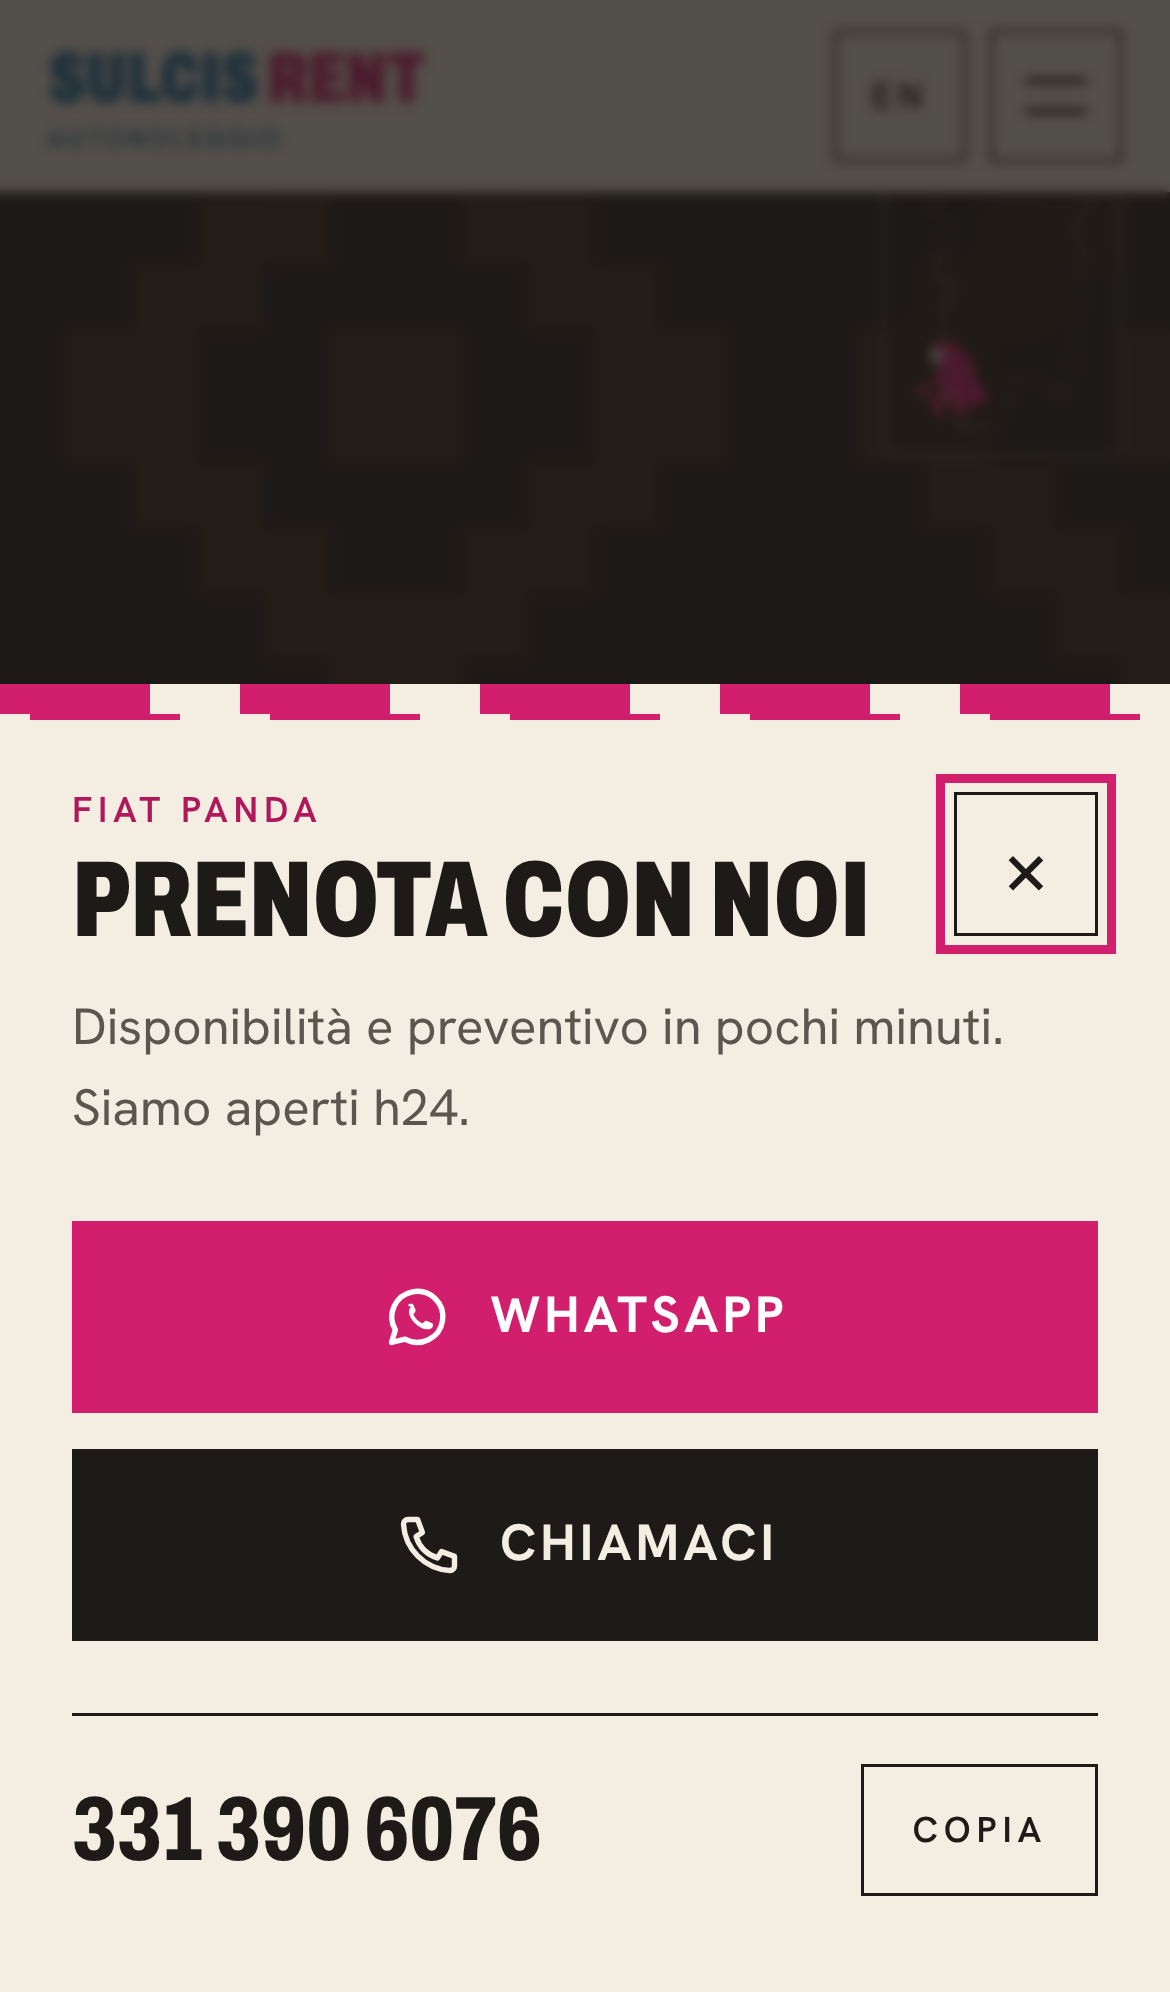 SULCIS RENT
AUTONOLEGGIO
EN
FIAT PANDA
PRENOTA CON NOI
Disponibilità e preventivo in pochi minuti.
Siamo aperti h24.
WHATSAPP
CHIAMACI
331 390 6076
COPIA